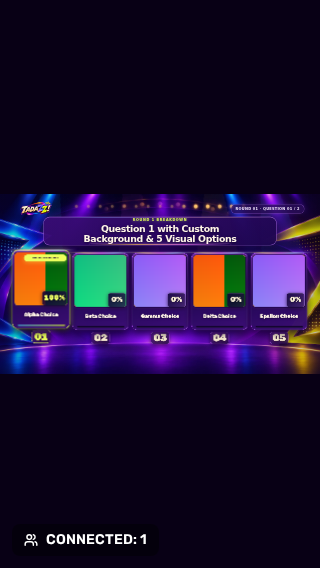 TADAZ!
ROUND 01 - QUESTION 01 / 2
ROUND 1 BREAKDOWN
Question 1 with Custom
Background & 5 Visual Options
100%
0%
0%
0%
0%
Alpha Choice
Beta Choice
Gamma Choice
Delta Choice
Epsilon Choice
01
02
03
04
05
CONNECTED: 1